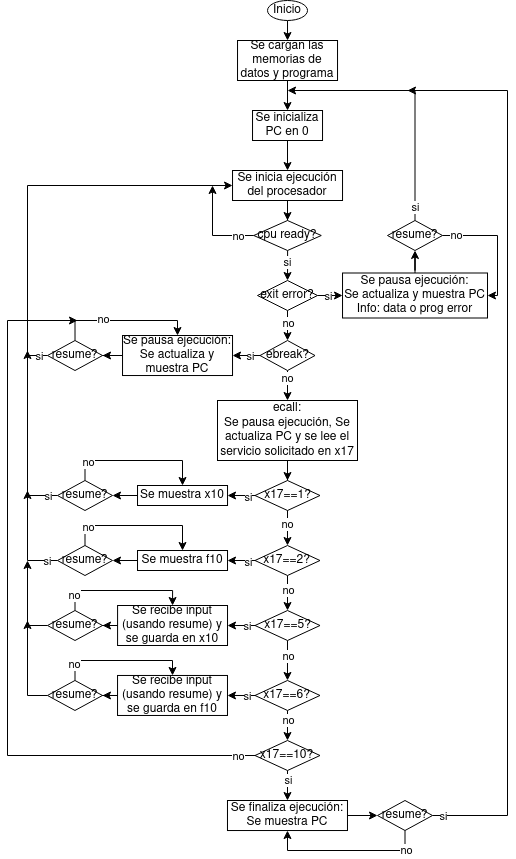 Inicio
Se cargan las
memorias de
datos y programa
Se inicializa
PC en 0
Se inicia ejecución
del procesador
cpu ready?
no
si
exit error?
si
no
Se pausa ejecución:
Se actualiza y muestra PC
Info: data o prog error
resume?
no
si
ebreak?
si
no
Se pausa ejecución:
Se actualiza y
muestra PC
resume?
no
si
ecall:
Se pausa ejecución, Se
actualiza PC y se lee el
servicio solicitado en x17
x17==1?
si
no
Se muestra x10
resume?
no
si
x17==2?
si
no
Se muestra f10
resume?
no
si
x17==5?
si
no
Se recibe input
(usando resume) y
se guarda en x10
resume?
no
x17==6?
si
no
Se recibe input
(usando resume) y
se guarda en f10
resume?
no
x17==10?
no
si
Se finaliza ejecución:
Se muestra PC
resume?
si
no